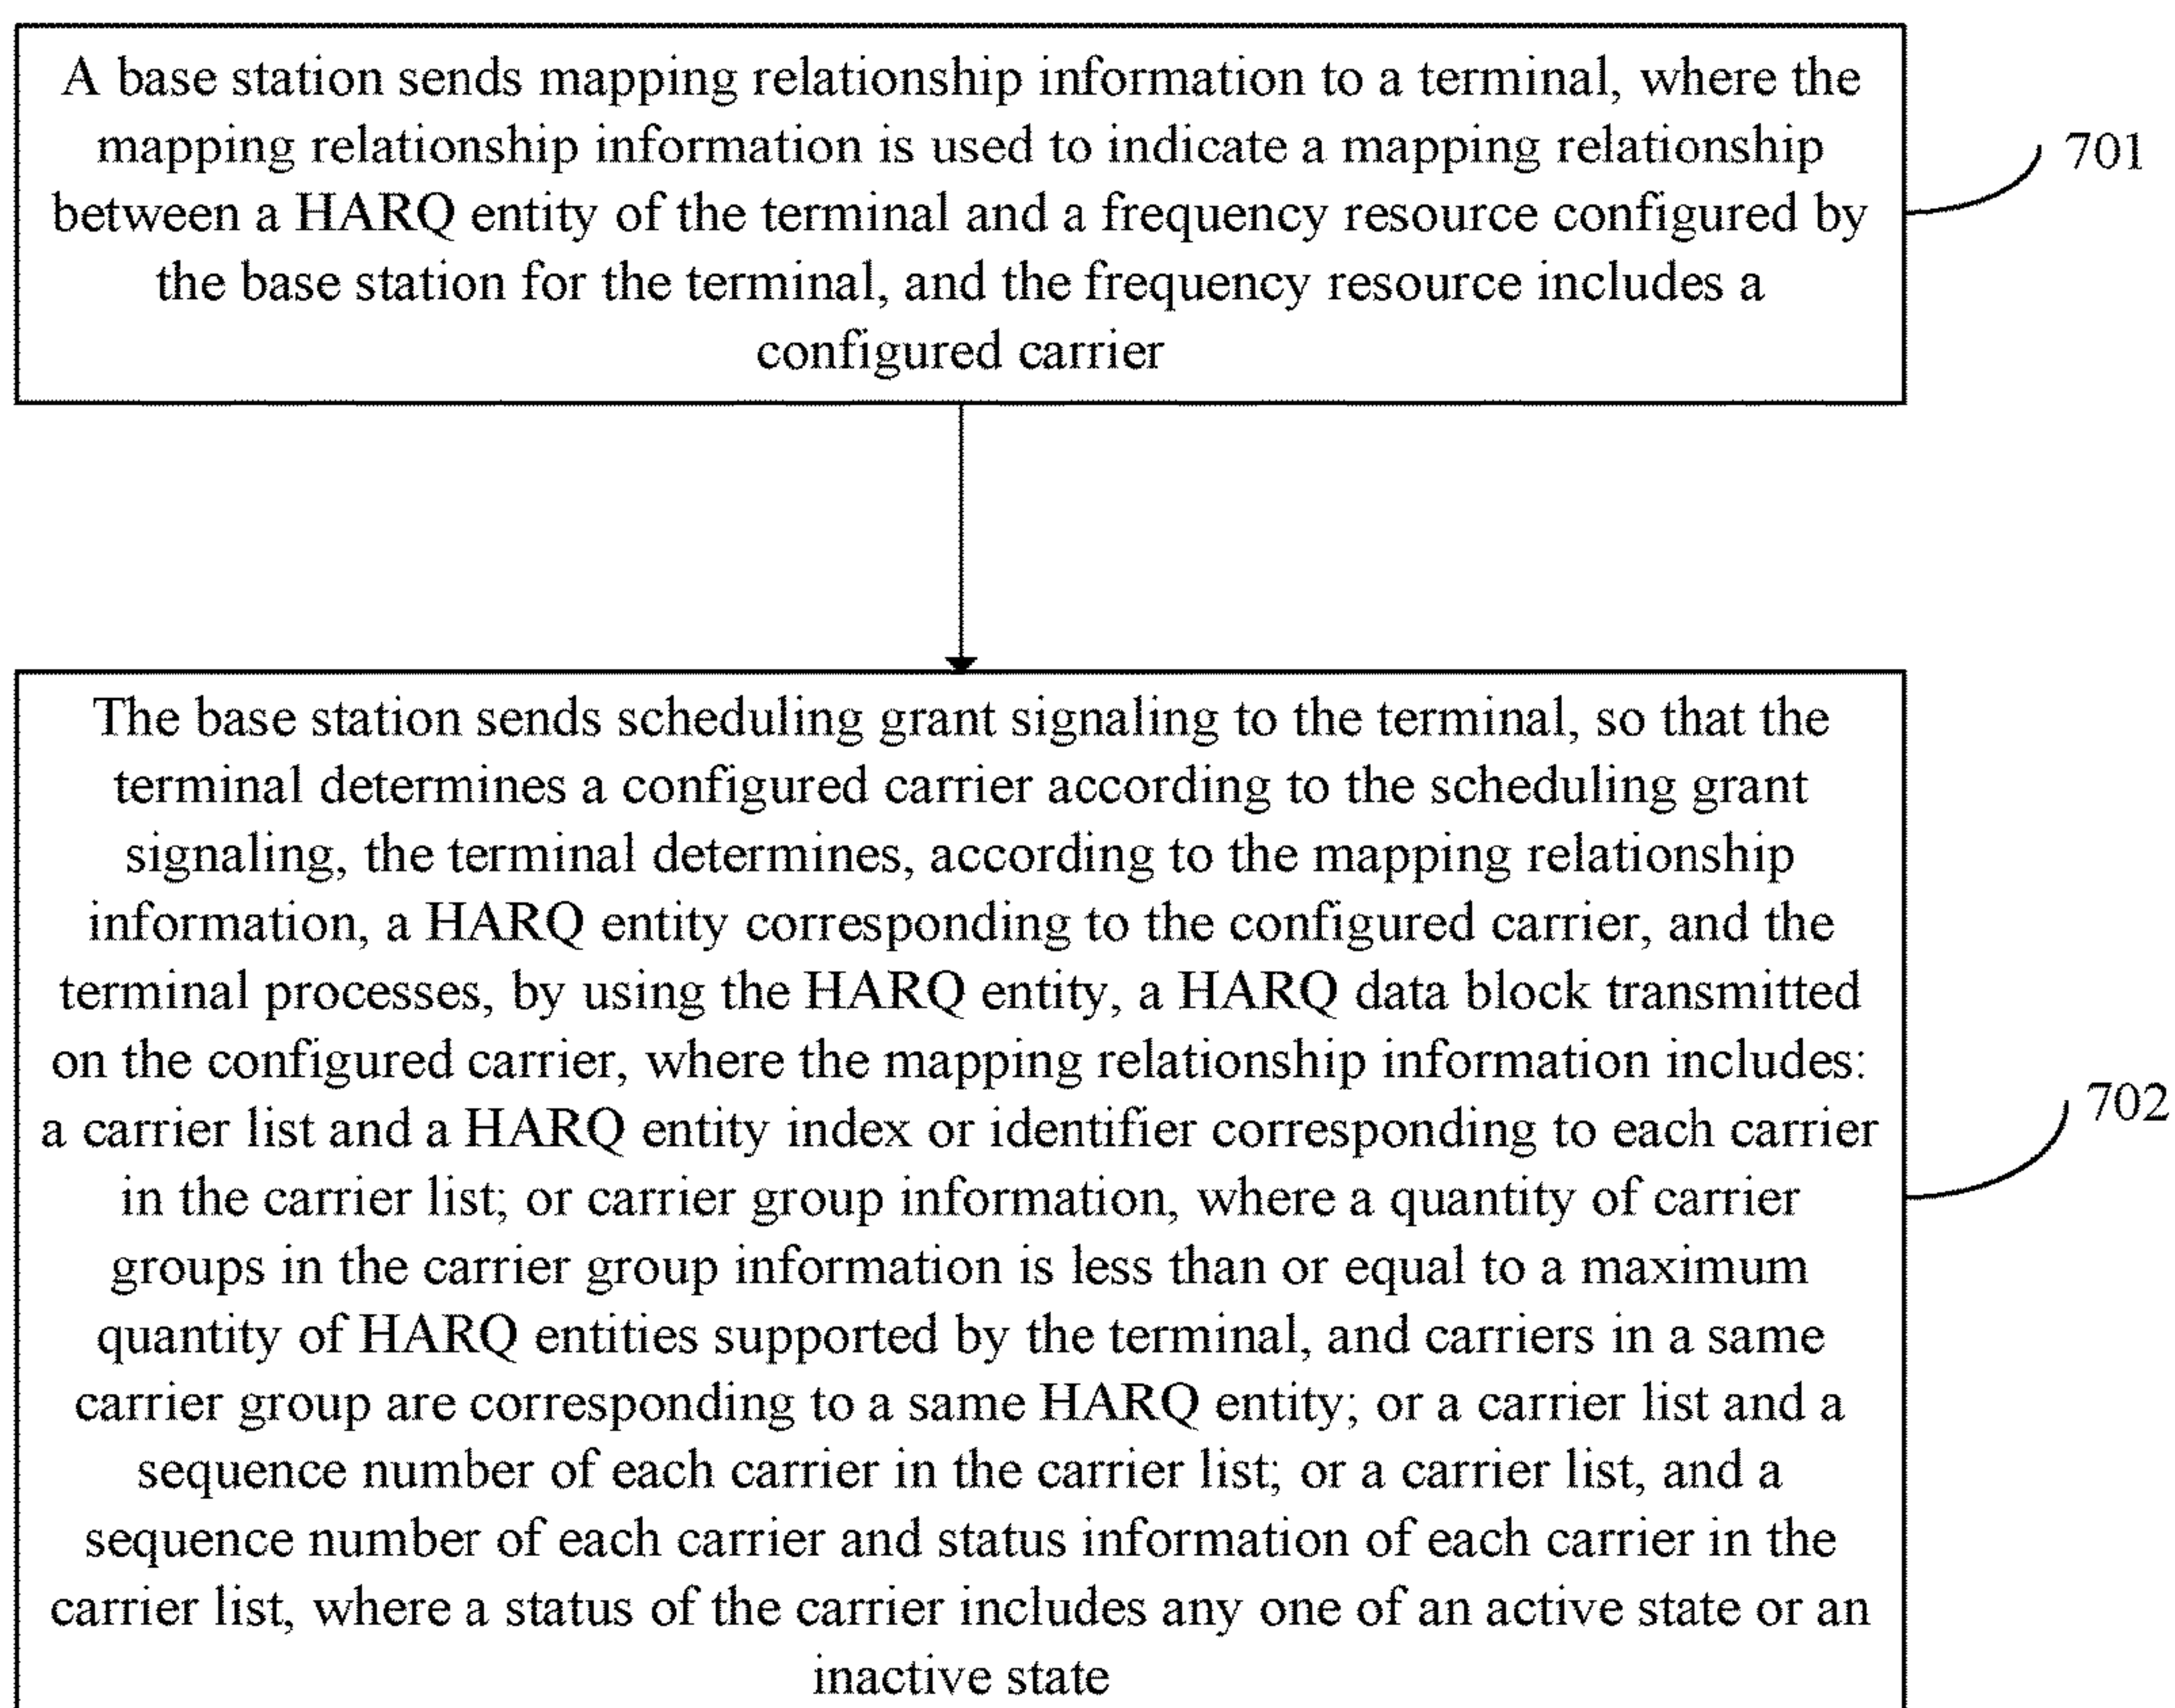 A base station sends mapping relationship information to a terminal, where the
mapping relationship information is used to indicate a mapping relationship
between a HARQ entity of the terminal and a frequency resource configured by
the base station for the terminal, and the frequency resource includes a
configured carrier
701
The base station sends scheduling grant signaling to the terminal, so that the
terminal determines a configured carrier according to the scheduling grant
signaling, the terminal determines, according to the mapping relationship
information, a HARQ entity corresponding to the configured carrier, and the
terminal processes, by using the HARQ entity, a HARQ data block transmitted
on the configured carrier, where the mapping relationship information includes:
a carrier list and a HARQ entity index or identifier corresponding to each carrier
in the carrier list; or carrier group information, where a quantity of carrier
groups in the carrier group information is less than or equal to a maximum
quantity of HARQ entities supported by the terminal, and carriers in a same
carrier group are corresponding to a same HARQ entity; or a carrier list and a
sequence number of each carrier in the carrier list; or a carrier list, and a
sequence number of each carrier and status information of each carrier in the
carrier list, where a status of the carrier includes any one of an active state or an
inactive state
702